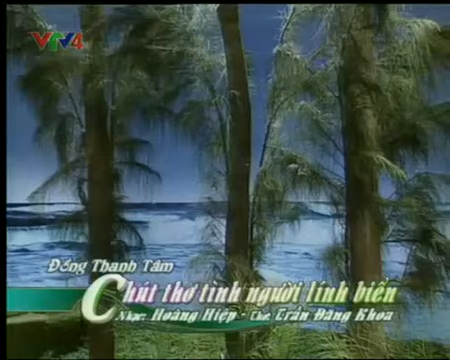 VTV4
Đồng Thanh Tâm
Chút thơ tình người lính biển
Nhạc: Hoàng Hiệp - Thơ: Trần Đăng Khoa